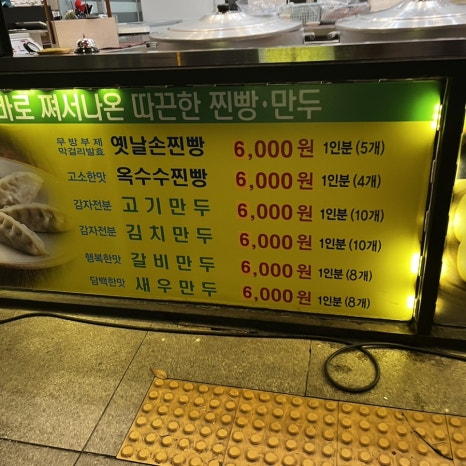 바로 쪄서나온 따끈한 찐빵·만두
무방부제 막걸리발효 옛날손찐빵 6,000원 1인분(5개)
고소한맛 옥수수찐빵 6,000원 1인분(4개)
감자전분 고기만두 6,000원 1인분(10개)
감자전분 김치만두 6,000원 1인분(10개)
행복한맛 갈비만두 6,000원 1인분(8개)
담백한맛 새우만두 6,000원 1인분(8개)